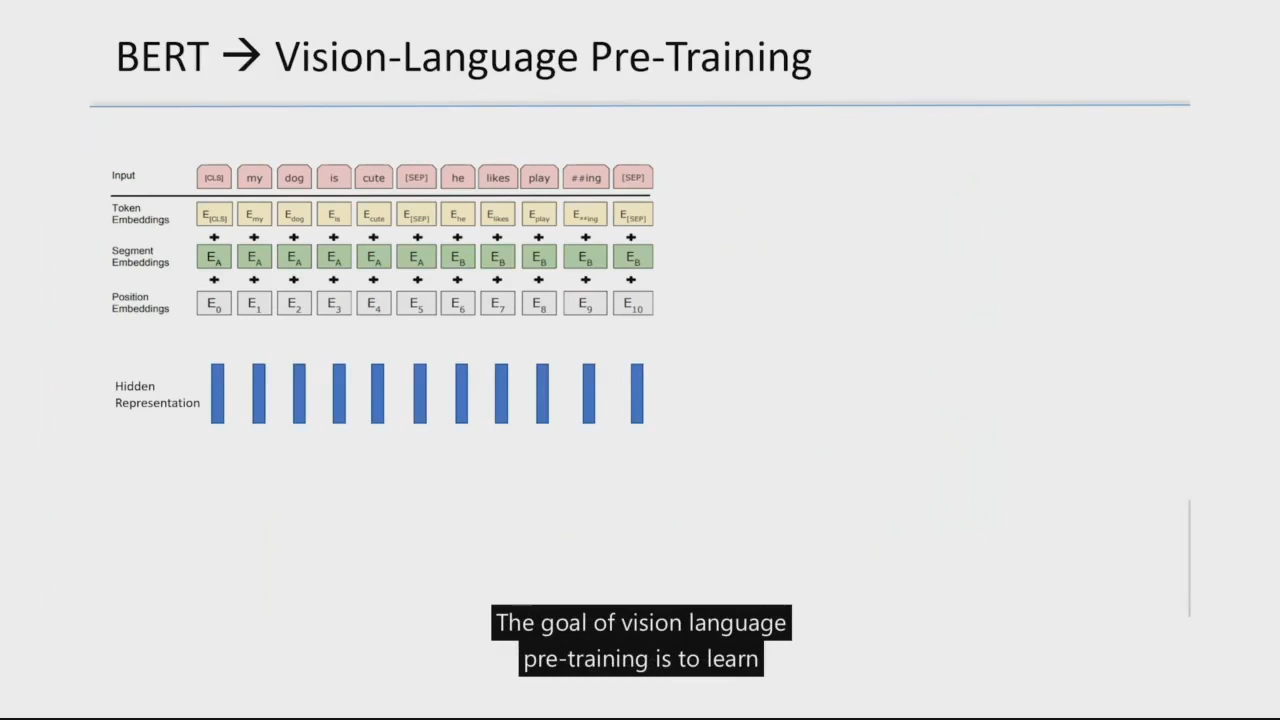 BERT → Vision-Language Pre-Training
Input [CLS] my dog is cute [SEP] he likes play ##ing [SEP]
Token
Embeddings
E[CLS] Emy Edog Eis Ecute E[SEP] Ehe Elikes Eplay E##ing E[SEP]
+ + + + + + + + + + +
Segment
Embeddings
EA EA EA EA EA EA EB EB EB EB EB
+ + + + + + + + + + +
Position
Embeddings
E0 E1 E2 E3 E4 E5 E6 E7 E8 E9 E10
Hidden
Representation
The goal of vision language
pre-training is to learn